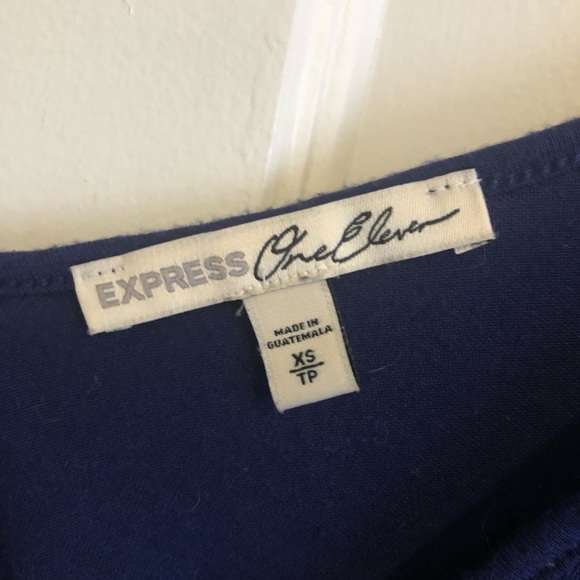 EXPRESS One Eleven
MADE IN
GUATEMALA
XS
TP